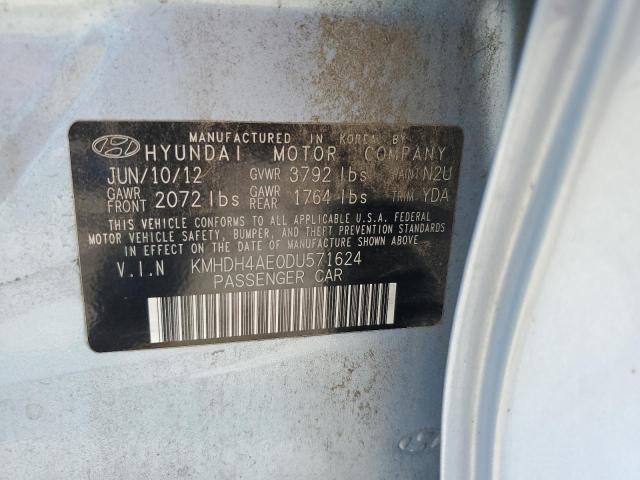 MANUFACTURED IN KOREA BY
HYUNDAI MOTOR COMPANY
JUN/10/12 GVWR 3792 lbs PAINT N2U
GAWR FRONT 2072 lbs GAWR REAR 1764 lbs TRIM YDA
THIS VEHICLE CONFORMS TO ALL APPLICABLE U.S.A. FEDERAL
MOTOR VEHICLE SAFETY, BUMPER, AND THEFT PREVENTION STANDARDS
IN EFFECT ON THE DATE OF MANUFACTURE SHOWN ABOVE.
V.I.N KMHDH4AE0DU571624
PASSENGER CAR